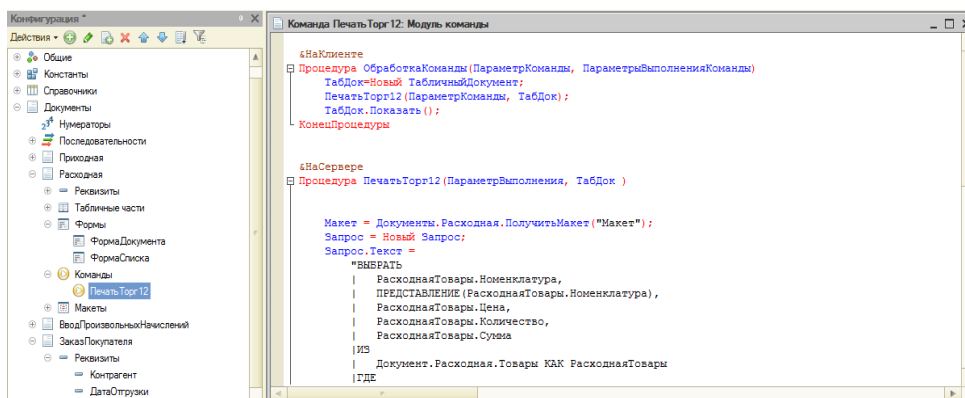 Конфигурация *
Действия
Общие
Константы
Справочники
Документы
Нумераторы
Последовательности
Приходная
Расходная
Реквизиты
Табличные части
Формы
ФормаДокумента
ФормаСписка
Команды
ПечатьТорг12
Макеты
ВводПроизвольныхНачислений
ЗаказПокупателя
Реквизиты
Контрагент
ДатаОтгрузки
Команда ПечатьТорг12: Модуль команды
&НаКлиенте
Процедура ОбработкаКоманды(ПараметрКоманды, ПараметрыВыполненияКоманды)
ТабДок=Новый ТабличныйДокумент;
ПечатьТорг12(ПараметрКоманды, ТабДок);
ТабДок.Показать();
КонецПроцедуры
&НаСервере
Процедура ПечатьТорг12(ПараметрВыполнения, ТабДок )
Макет = Документы.Расходная.ПолучитьМакет("Макет");
Запрос = Новый Запрос;
Запрос.Текст =
"ВЫБРАТЬ
| РасходнаяТовары.Номенклатура,
| ПРЕДСТАВЛЕНИЕ(РасходнаяТовары.Номенклатура),
| РасходнаяТовары.Цена,
| РасходнаяТовары.Количество,
| РасходнаяТовары.Сумма
|ИЗ
| Документ.Расходная.Товары КАК РасходнаяТовары
|ГДЕ